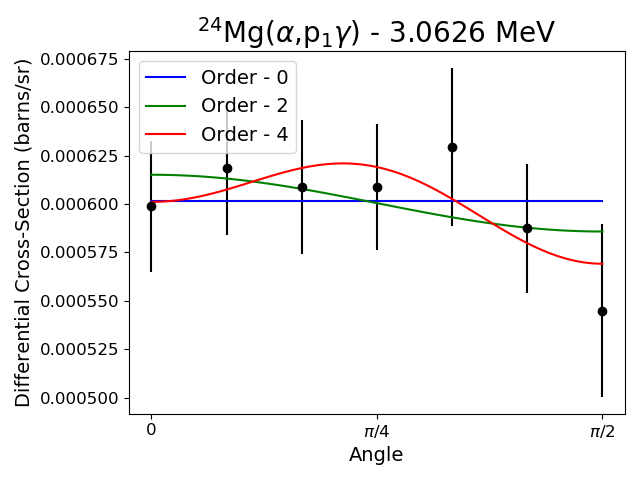 ²⁴Mg(α,p₁γ) - 3.0626 MeV
Differential Cross-Section (barns/sr)
0.000675
0.000650
0.000625
0.000600
0.000575
0.000550
0.000525
0.000500
Order - 0
Order - 2
Order - 4
0
π/4
π/2
Angle